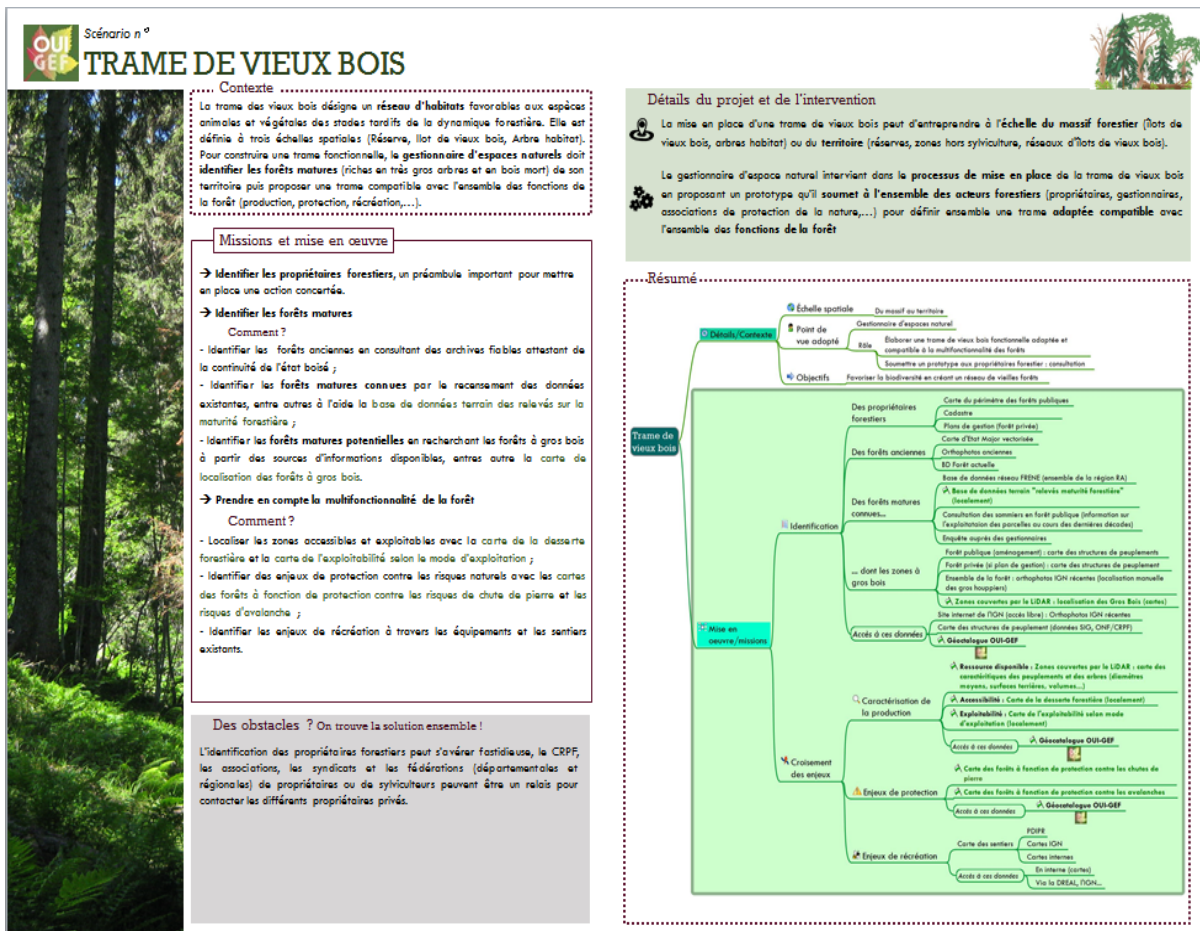 OUI
GEF
Scénario n°
TRAME DE VIEUX BOIS
Contexte
La trame des vieux bois désigne un réseau d'habitats favorables aux espèces
animales et végétales des stades tardifs de la dynamique forestière. Elle est
définie à trois échelles spatiales (Réserve, Ilot de vieux bois, Arbre habitat).
Pour construire une trame fonctionnelle, le gestionnaire d'espaces naturels doit
identifier les forêts matures (riches en très gros arbres et en bois mort) de son
territoire puis proposer une trame compatible avec l'ensemble des fonctions de
la forêt (production, protection, récréation,...).
Missions et mise en œuvre
→ Identifier les propriétaires forestiers, un préambule important pour mettre
en place une action concertée.
→ Identifier les forêts matures
Comment ?
- Identifier les forêts anciennes en consultant des archives fiables attestant de
la continuité de l'état boisé ;
- Identifier les forêts matures connues par le recensement des données
existantes, entre autres à l'aide la base de données terrain des relevés sur la
maturité forestière ;
- Identifier les forêts matures potentielles en recherchant les forêts à gros bois
à partir des sources d'informations disponibles, entres autre la carte de
localisation des forêts à gros bois.
→ Prendre en compte la multifonctionnalité de la forêt
Comment ?
- Localiser les zones accessibles et exploitables avec la carte de la desserte
forestière et la carte de l'exploitabilité selon le mode d'exploitation ;
- Identifier des enjeux de protection contre les risques naturels avec les cartes
des forêts à fonction de protection contre les risques de chute de pierre et les
risques d'avalanche ;
- Identifier les enjeux de récréation à travers les équipements et les sentiers
existants.
Des obstacles ? On trouve la solution ensemble !
L'identification des propriétaires forestiers peut s'avérer fastidieuse, le CRPF,
les associations, les syndicats et les fédérations (départementales et
régionales) de propriétaires ou de sylviculteurs peuvent être un relais pour
contacter les différents propriétaires privés.
Détails du projet et de l'intervention
La mise en place d'une trame de vieux bois peut d'entreprendre à l'échelle du massif forestier (îlots de
vieux bois, arbres habitat) ou du territoire (réserves, zones hors sylviculture, réseaux d'îlots de vieux bois).
Le gestionnaire d'espace naturel intervient dans le processus de mise en place de la trame de vieux bois
en proposant un prototype qu'il soumet à l'ensemble des acteurs forestiers (propriétaires, gestionnaires,
associations de protection de la nature,...) pour définir ensemble une trame adaptée compatible avec
l'ensemble des fonctions de la forêt
Résumé
Trame de
vieux bois
Détails/Contexte
Échelle spatiale
Du massif au territoire
Point de
vue adopté
Gestionnaire d'espaces naturel
Rôle
Élaborer une trame de vieux bois fonctionnelle adaptée et
compatible à la multifonctionalité des forêts
Soumettre un prototype aux propriétaires forestier : consultation
Objectifs
Favoriser la biodiversité en créant un réseau de vieilles forêts
Mise en
oeuvre/missions
Identification
Des propriétaires
forestiers
Carte du périmètre des forêts publiques
Cadastre
Plans de gestion (forêt privée)
Des forêts anciennes
Carte d'Etat Major vectorisée
Orthophotos anciennes
BD Forêt actuelle
Des forêts matures
connues...
Base de données réseau FRENE (ensemble de la région RA)
Base de données terrain "relevés maturité forestière"
(localement)
Consultation des sommiers en forêt publique (information sur
l'exploitataion des parcelles au cours des dernières décades)
Enquête auprès des gestionnaires
... dont les zones à
gros bois
Forêt publique (aménagement) : carte des structures de peuplements
Forêt privée (si plan de gestion) : carte des structures de peuplement
Ensemble de la forêt : orthophotos IGN récentes (localisation manuelle
des gros houppiers)
Zones couvertes par le LiDAR : localisation des Gros Bois (cartes)
Accés à ces données
Site internet de l'IGN (accés libre) : Orthophotos IGN récentes
Carte des structures de peuplement (données SIG, ONF/CRPF)
Géoctalogue OUI-GEF
Croisement
des enjeux
Caractérisation de
la production
Ressource disponible : Zones couvertes par le LiDAR : carte des
caractéritiques des peuplements et des arbres (diamètres
moyens, surfaces terrières, volumes...)
Accessibilité : Carte de la desserte forestière (localement)
Exploitabilité : Carte de l'exploitabilité selon mode
d'exploitation (localement)
Accés à ces données
Géocatalogue OUI-GEF
Enjeux de protection
Carte des forêts à fonction de protection contre les chutes de
pierre
Carte des forêts à fonction de protection contre les avalanches
Accés à ces données
Géocatalogue OUI-GEF
Enjeux de récréation
Carte des sentiers
PDIPR
Cartes IGN
Cartes internes
Accés à ces données
En interne (cartes)
Via la DREAL, l'IGN...